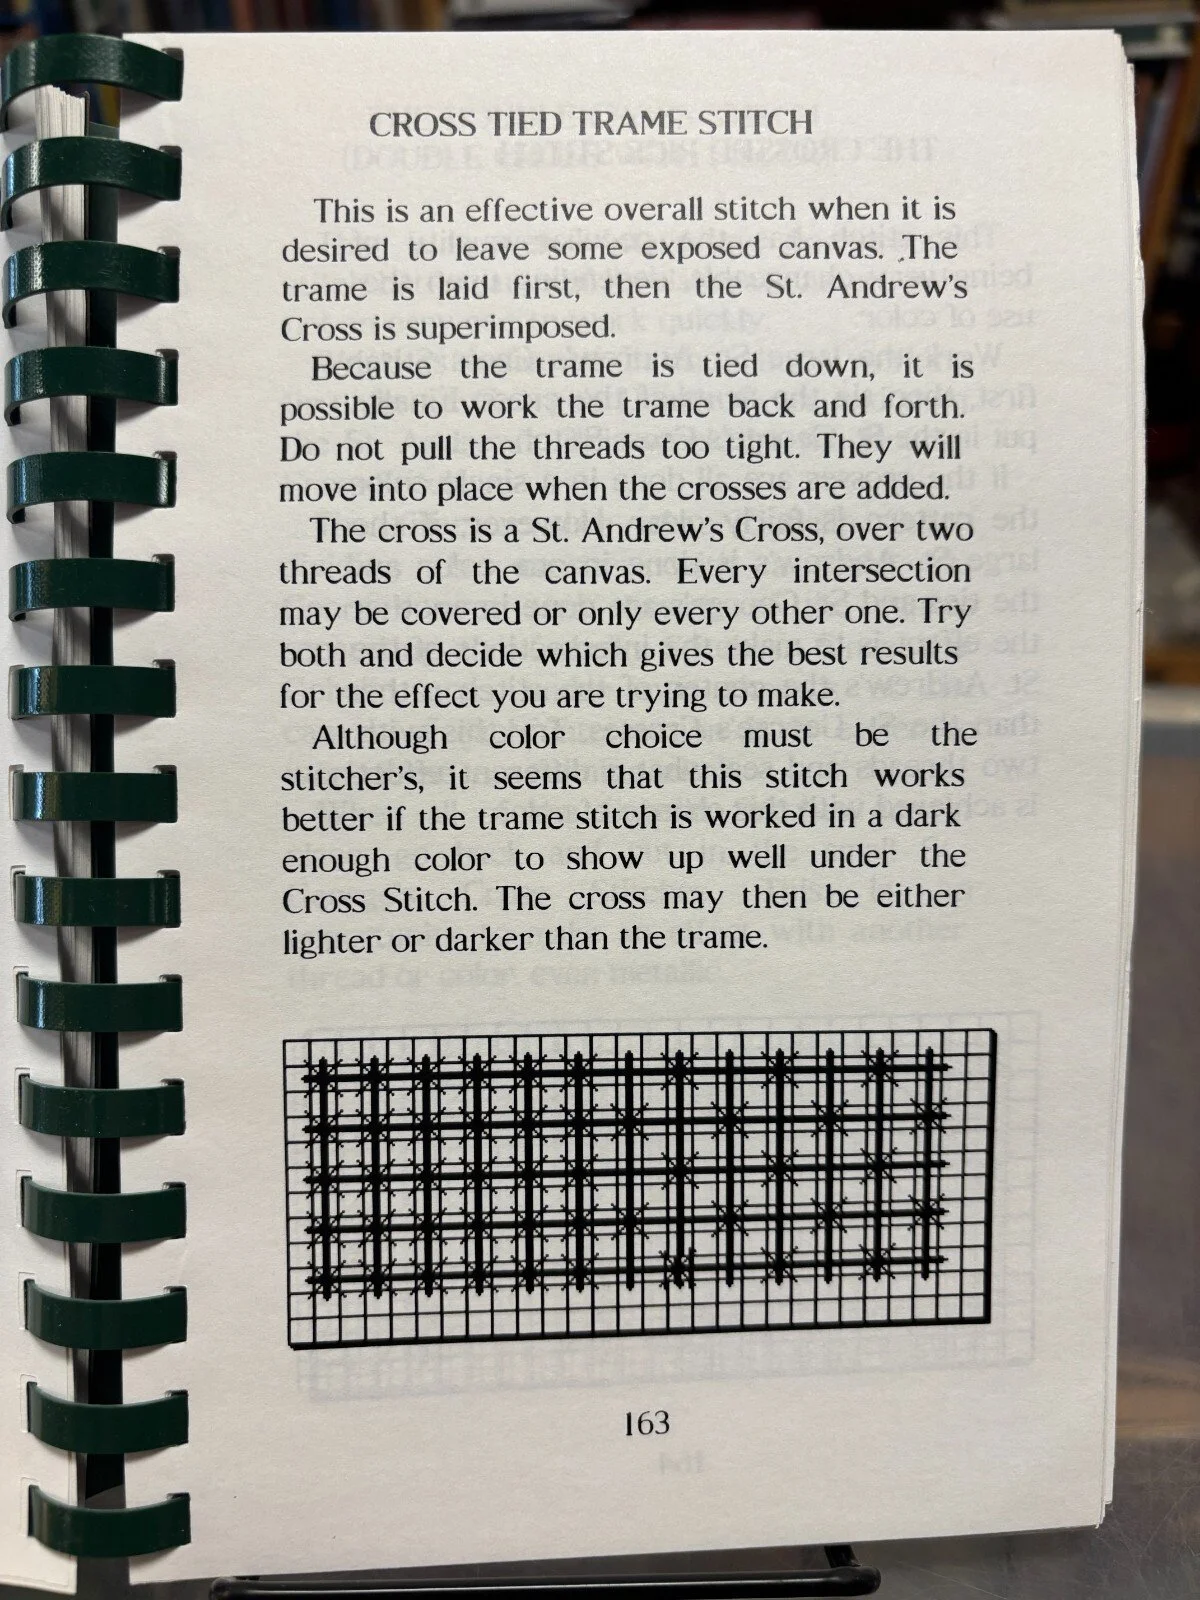 CROSS TIED TRAME STITCH
This is an effective overall stitch when it is
desired to leave some exposed canvas. The
trame is laid first, then the St. Andrew's
Cross is superimposed.
Because the trame is tied down, it is
possible to work the trame back and forth.
Do not pull the threads too tight. They will
move into place when the crosses are added.
The cross is a St. Andrew's Cross, over two
threads of the canvas. Every intersection
may be covered or only every other one. Try
both and decide which gives the best results
for the effect you are trying to make.
Although color choice must be the
stitcher's, it seems that this stitch works
better if the trame stitch is worked in a dark
enough color to show up well under the
Cross Stitch. The cross may then be either
lighter or darker than the trame.
163